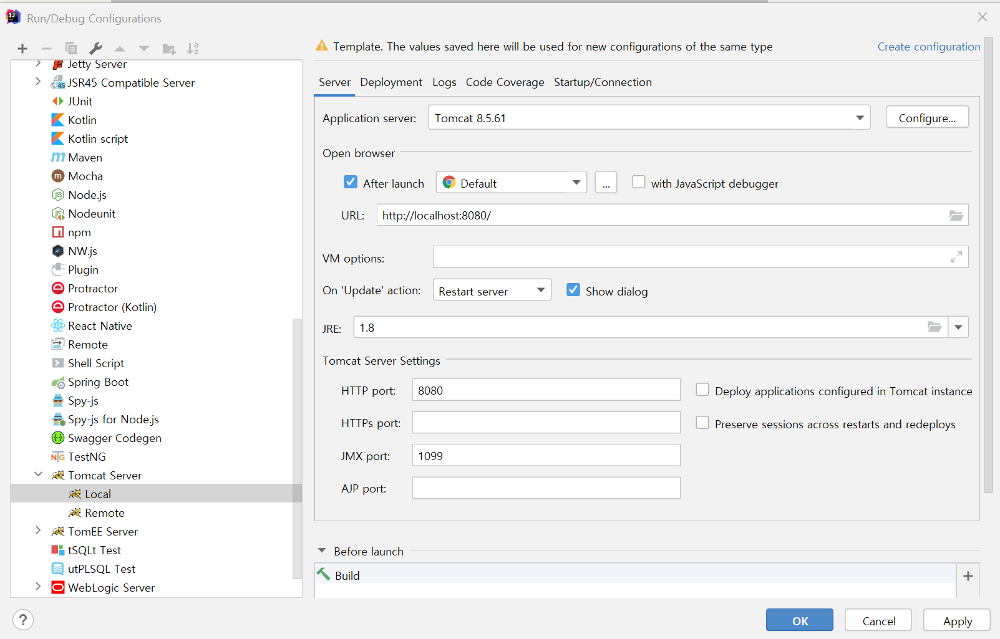 Run/Debug Configurations
Template. The values saved here will be used for new configurations of the same type
Create configuration
Jetty Server
JSR45 Compatible Server
JUnit
Kotlin
Kotlin script
Maven
Mocha
Node.js
Nodeunit
npm
NW.js
Plugin
Protractor
Protractor (Kotlin)
React Native
Remote
Shell Script
Spring Boot
Spy-js
Spy-js for Node.js
Swagger Codegen
TestNG
Tomcat Server
Local
Remote
TomEE Server
tSQLt Test
utPLSQL Test
WebLogic Server
Server Deployment Logs Code Coverage Startup/Connection
Application server: Tomcat 8.5.61 Configure...
Open browser
After launch Default ... with JavaScript debugger
URL: http://localhost:8080/
VM options:
On 'Update' action: Restart server Show dialog
JRE: 1.8
Tomcat Server Settings
HTTP port: 8080 Deploy applications configured in Tomcat instance
HTTPs port: Preserve sessions across restarts and redeploys
JMX port: 1099
AJP port:
Before launch
Build
? OK Cancel Apply